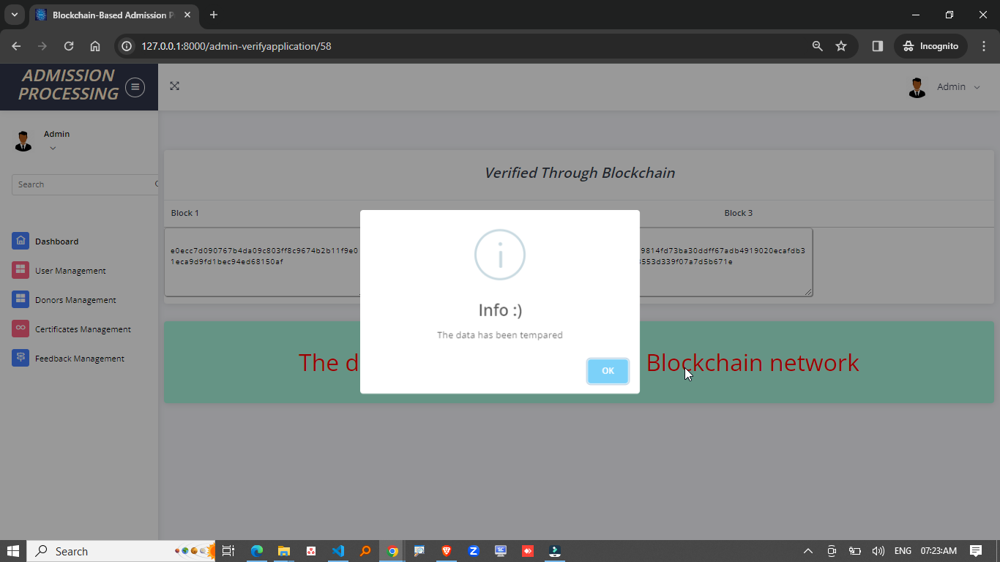 Blockchain-Based Admission P
127.0.0.1:8000/admin-verifyapplication/58
Incognito
ADMISSION
PROCESSING
Admin
Admin
Search
Dashboard
User Management
Donors Management
Certificates Management
Feedback Management
Verified Through Blockchain
Block 1
Block 3
e0ecc7d090767b4da09c803ff8c9674b2b11f9e0
1eca9d9fd1bec94ed68150af
9814fd73ba30ddff67adb4919020ecafdb3
553d339f07a7d5b671e
Info :)
The data has been tempared
OK
The d
Blockchain network
Search
ENG
07:23:AM